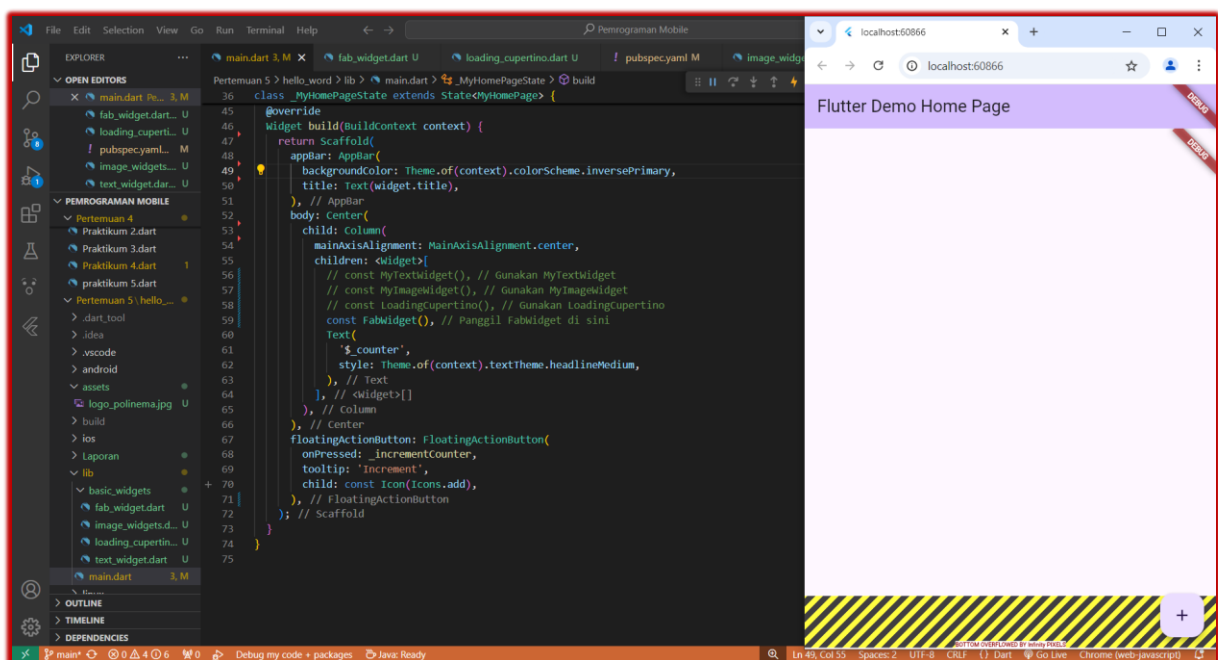 File Edit Selection View Go Run Terminal Help
Pemrograman Mobile
EXPLORER
OPEN EDITORS
main.dart Pe... 3, M
fab_widget.dart... U
loading_cuperti... U
! pubspec.yaml... M
image_widgets.... U
text_widget.dar... U
PEMROGRAMAN MOBILE
Pertemuan 4
Praktikum 2.dart
Praktikum 3.dart
Praktikum 4.dart 1
praktikum 5.dart
Pertemuan 5 \ hello_...
.dart_tool
.idea
.vscode
android
assets
logo_polinema.jpg U
build
ios
Laporan
lib
basic_widgets
fab_widget.dart U
image_widgets.d... U
loading_cupertin... U
text_widget.dart U
main.dart 3, M
OUTLINE
TIMELINE
DEPENDENCIES
main.dart 3, M
fab_widget.dart U
loading_cupertino.dart U
! pubspec.yaml M
image_widge
Pertemuan 5 > hello_word > lib > main.dart > _MyHomePageState > build
36 class _MyHomePageState extends State<MyHomePage> {
45 @override
46 Widget build(BuildContext context) {
47 return Scaffold(
48 appBar: AppBar(
49 backgroundColor: Theme.of(context).colorScheme.inversePrimary,
50 title: Text(widget.title),
51 ), // AppBar
52 body: Center(
53 child: Column(
54 mainAxisAlignment: MainAxisAlignment.center,
55 children: <Widget>[
56 // const MyTextWidget(), // Gunakan MyTextWidget
57 // const MyImageWidget(), // Gunakan MyImageWidget
58 // const LoadingCupertino(), // Gunakan LoadingCupertino
59 const FabWidget(), // Panggil FabWidget di sini
60 Text(
61 '$_counter',
62 style: Theme.of(context).textTheme.headlineMedium,
63 ), // Text
64 ], // <Widget>[]
65 ), // Column
66 ), // Center
67 floatingActionButton: FloatingActionButton(
68 onPressed: _incrementCounter,
69 tooltip: 'Increment',
70 child: const Icon(Icons.add),
71 ), // FloatingActionButton
72 ); // Scaffold
73 }
74 }
75
main* 0 4 6 0 Debug my code + packages Java: Ready
Ln 49, Col 55 Spaces: 2 UTF-8 CRLF {} Dart Go Live Chrome (web-javascript)
localhost:60866
localhost:60866
Flutter Demo Home Page
DEBUG
DEBUG
BOTTOM OVERFLOWED BY Infinity PIXELS